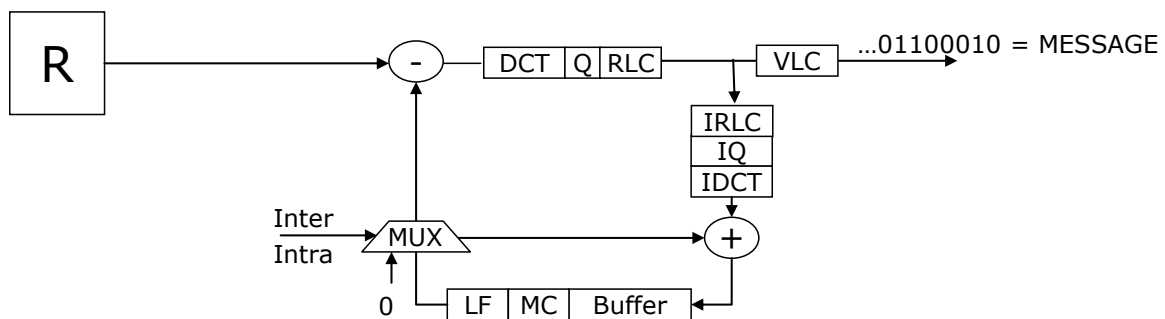 R
-
DCT Q RLC
VLC
...01100010 = MESSAGE
IRLC
IQ
IDCT
Inter
Intra
MUX
+
0
LF MC Buffer